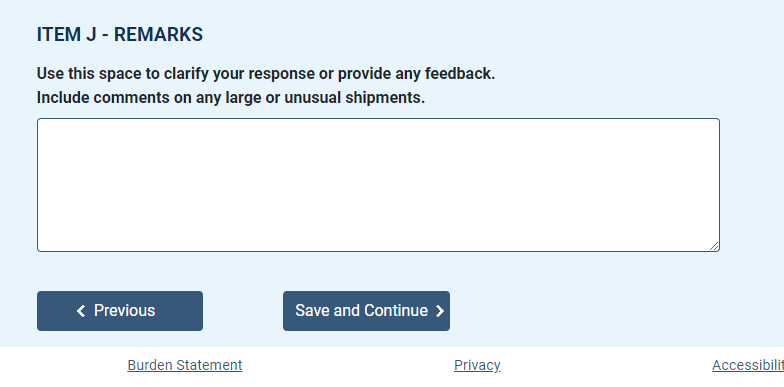 ITEM J - REMARKS
Use this space to clarify your response or provide any feedback.
Include comments on any large or unusual shipments.
Previous
Save and Continue
Burden Statement
Privacy
Accessibilit